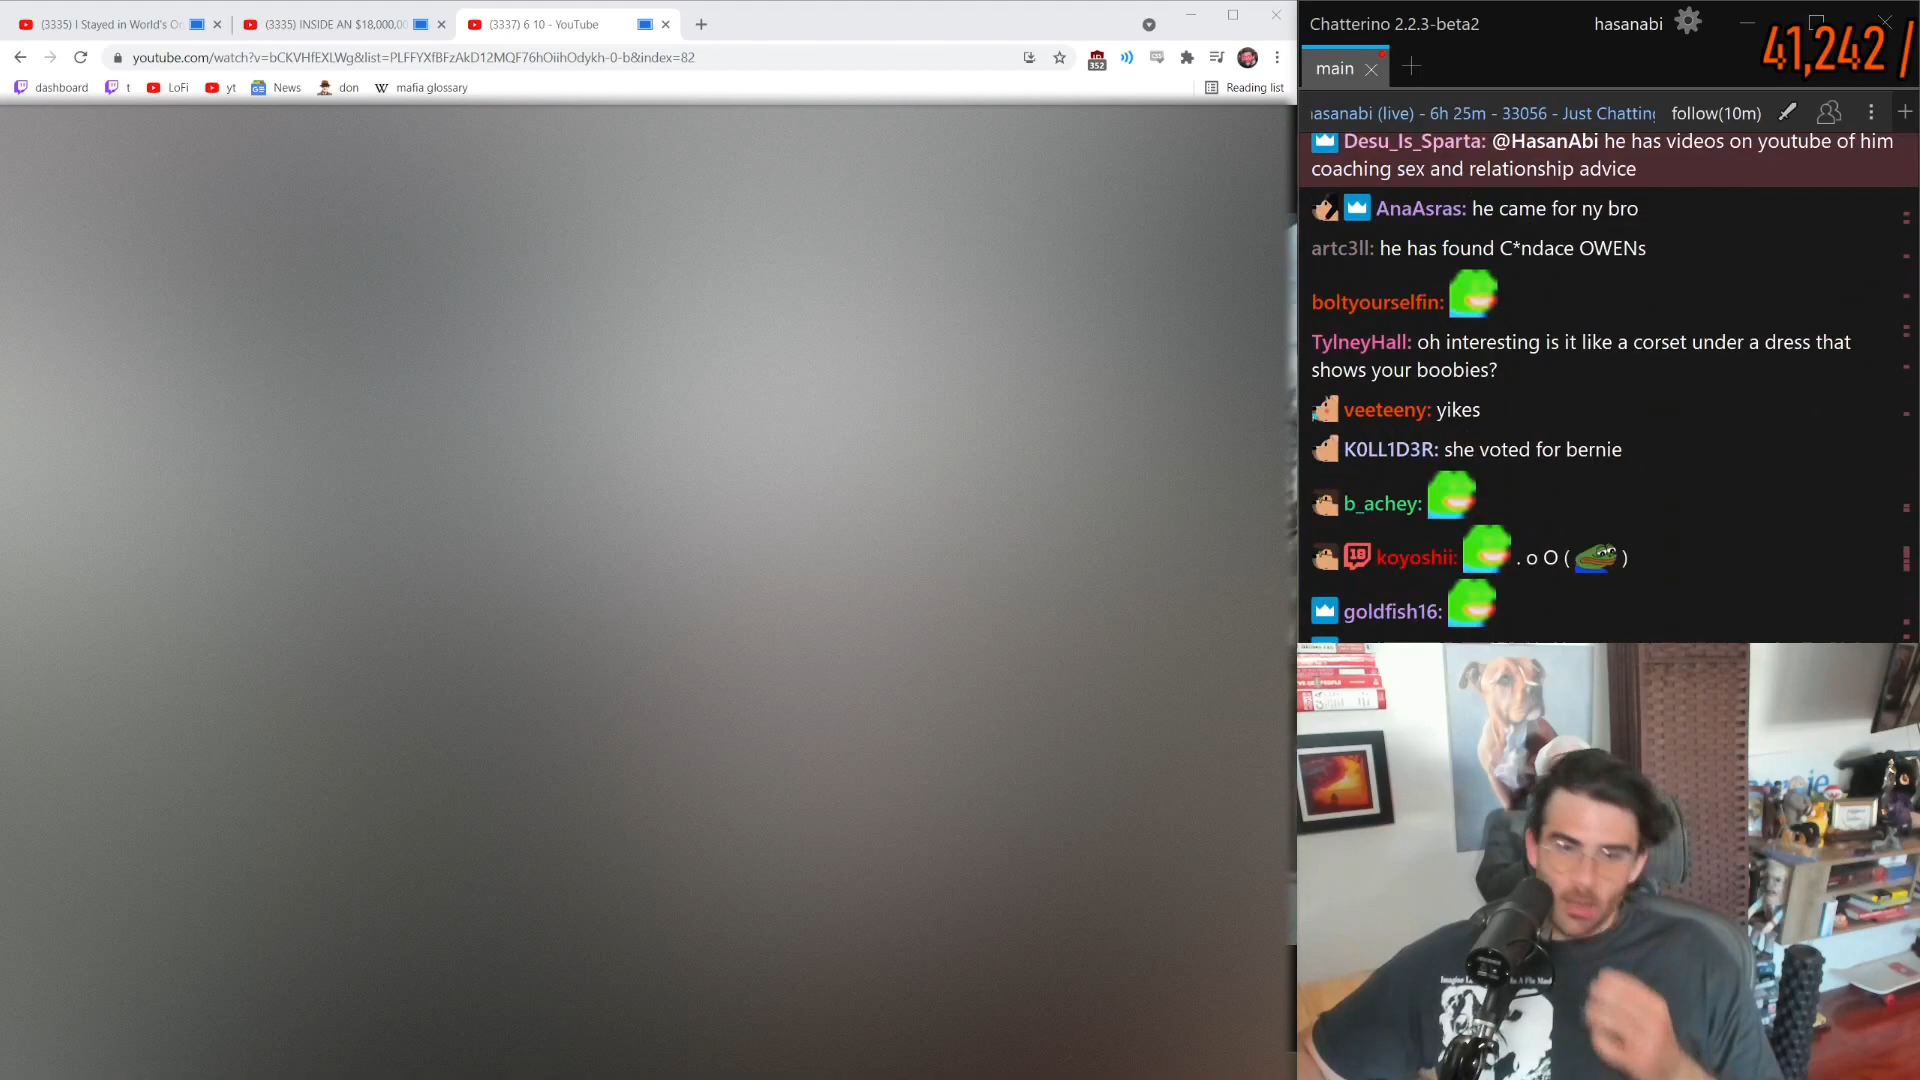 (3335) I Stayed in World's On
(3335) INSIDE AN $18,000,00
(3337) 6 10 - YouTube
youtube.com/watch?v=bCKVHfEXLWg&list=PLFFYXfBFzAkD12MQF76hOiihOdykh-0-b&index=82
352
dashboard
t
LoFi
yt
News
don
mafia glossary
Reading list
Chatterino 2.2.3-beta2
hasanabi
41,242 /
main
asanabi (live) - 6h 25m - 33056 - Just Chatting
follow(10m)
Desu_Is_Sparta: @HasanAbi he has videos on youtube of him
coaching sex and relationship advice
AnaAsras: he came for ny bro
artc3ll: he has found C*ndace OWENs
boltyourselfin:
TylneyHall: oh interesting is it like a corset under a dress that
shows your boobies?
veeteeny: yikes
K0LL1D3R: she voted for bernie
b_achey:
18 koyoshii: . o O ( )
goldfish16: